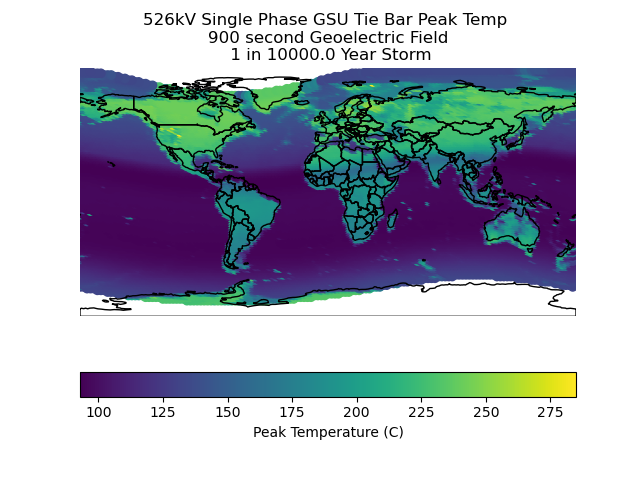 526kV Single Phase GSU Tie Bar Peak Temp
900 second Geoelectric Field
1 in 10000.0 Year Storm
100 125 150 175 200 225 250 275
Peak Temperature (C)